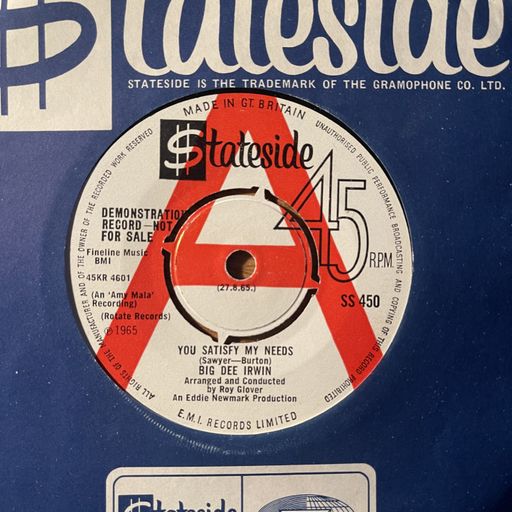 $tateside
STATESIDE IS THE TRADEMARK OF THE GRAMOPHONE CO. LTD.
MADE IN GT. BRITAIN
ALL RIGHTS OF THE MANUFACTURER AND OF THE OWNER OF THE RECORDED WORK RESERVED
UNAUTHORISED PUBLIC PERFORMANCE BROADCASTING AND COPYING OF THIS RECORD PROHIBITED
$tateside
A
45
R.P.M.
DEMONSTRATION
RECORD—NOT
FOR SALE
Fineline Music
BMI
45KR 4601
(An 'Amy Mala'
Recording)
(Rotate Records)
©1965
(27.8.65.)
SS 450
YOU SATISFY MY NEEDS
(Sawyer—Burton)
BIG DEE IRWIN
Arranged and Conducted
by Roy Glover
An Eddie Newmark Production
E.M.I. RECORDS LIMITED
$tateside